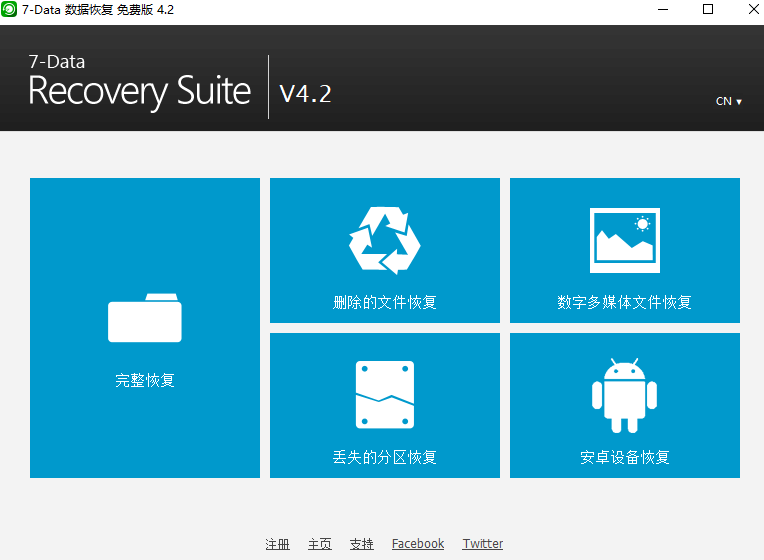 7-Data 数据恢复 免费版 4.2
7-Data
Recovery Suite
V4.2
CN ▾
完整恢复
删除的文件恢复
数字多媒体文件恢复
丢失的分区恢复
安卓设备恢复
注册 主页 支持 Facebook Twitter